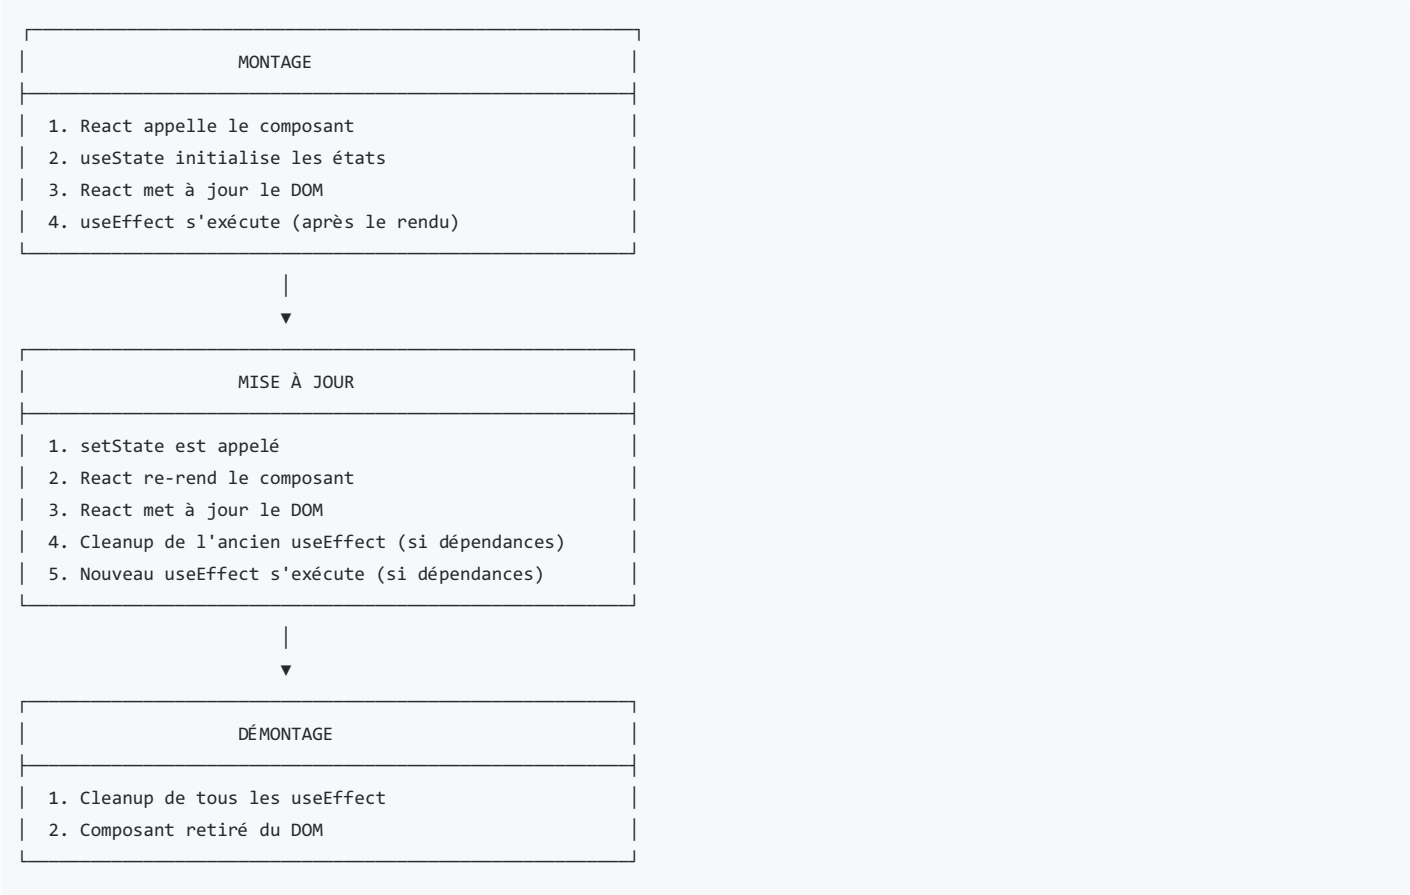 MONTAGE
1. React appelle le composant
2. useState initialise les états
3. React met à jour le DOM
4. useEffect s'exécute (après le rendu)
MISE À JOUR
1. setState est appelé
2. React re-rend le composant
3. React met à jour le DOM
4. Cleanup de l'ancien useEffect (si dépendances)
5. Nouveau useEffect s'exécute (si dépendances)
DÉMONTAGE
1. Cleanup de tous les useEffect
2. Composant retiré du DOM